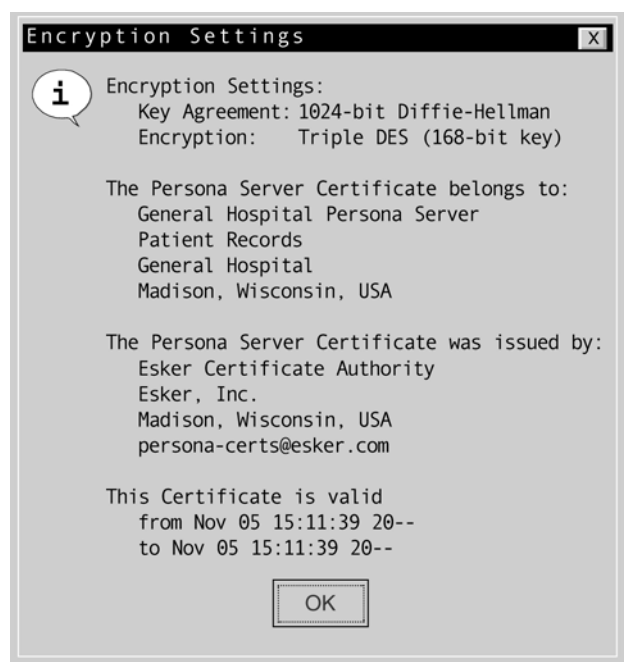 Encryption Settings
X
i
Encryption Settings:
Key Agreement: 1024-bit Diffie-Hellman
Encryption: Triple DES (168-bit key)
The Persona Server Certificate belongs to:
General Hospital Persona Server
Patient Records
General Hospital
Madison, Wisconsin, USA
The Persona Server Certificate was issued by:
Esker Certificate Authority
Esker, Inc.
Madison, Wisconsin, USA
persona-certs@esker.com
This Certificate is valid
from Nov 05 15:11:39 20--
to Nov 05 15:11:39 20--
OK